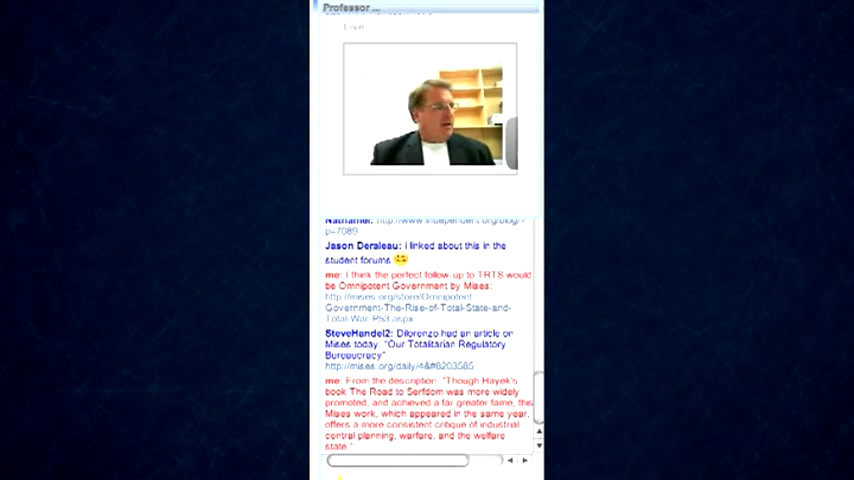 Professor ...
Live
Nathaniel: http://www.independent.org/blog/?
p=7089
Jason Deraleau: i linked about this in the
student forums
me: I think the perfect follow-up to TRTS would
be Omnipotent Government by Mises:
http://mises.org/store/Omnipotent-
Government-The-Rise-of-Total-State-and-
Total-War-P53.aspx
SteveHandel2: Dilorenzo had an article on
Mises today. "Our Totalitarian Regulatory
Bureaucracy"
http://mises.org/daily/4&#8203585
me: From the description: "Though Hayek's
book The Road to Serfdom was more widely
promoted, and achieved a far greater fame, this
Mises work, which appeared in the same year,
offers a more consistent critique of industrial
central planning, warfare, and the welfare
state."